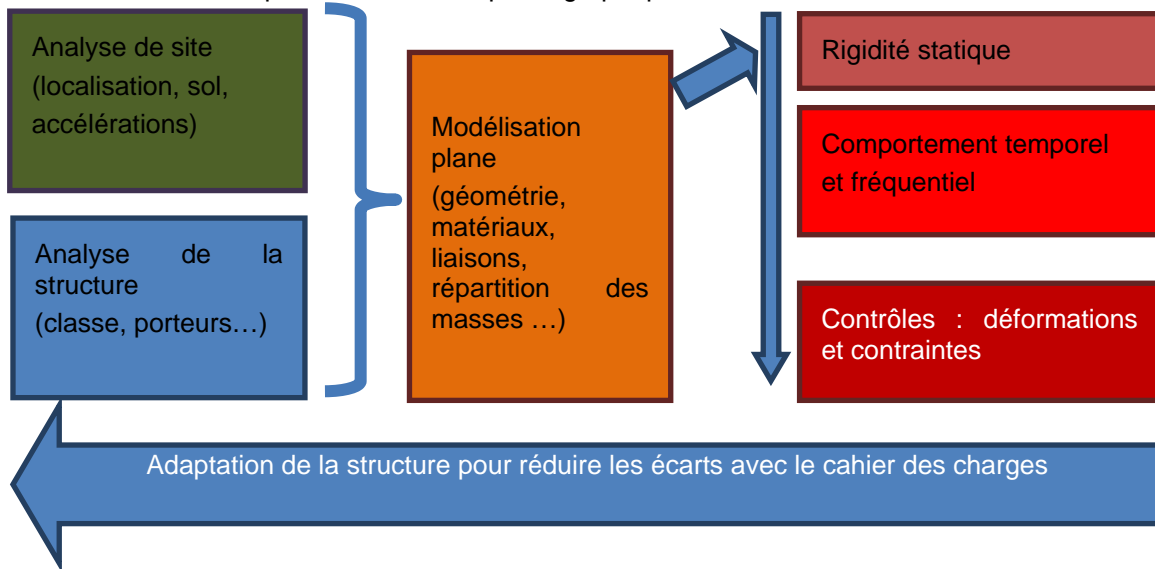 Analyse de site
(localisation, sol,
accélérations)
Analyse de la
structure
(classe, porteurs…)
Modélisation
plane
(géométrie,
matériaux,
liaisons,
répartition des
masses …)
Rigidité statique
Comportement temporel
et fréquentiel
Contrôles : déformations
et contraintes
Adaptation de la structure pour réduire les écarts avec le cahier des charges